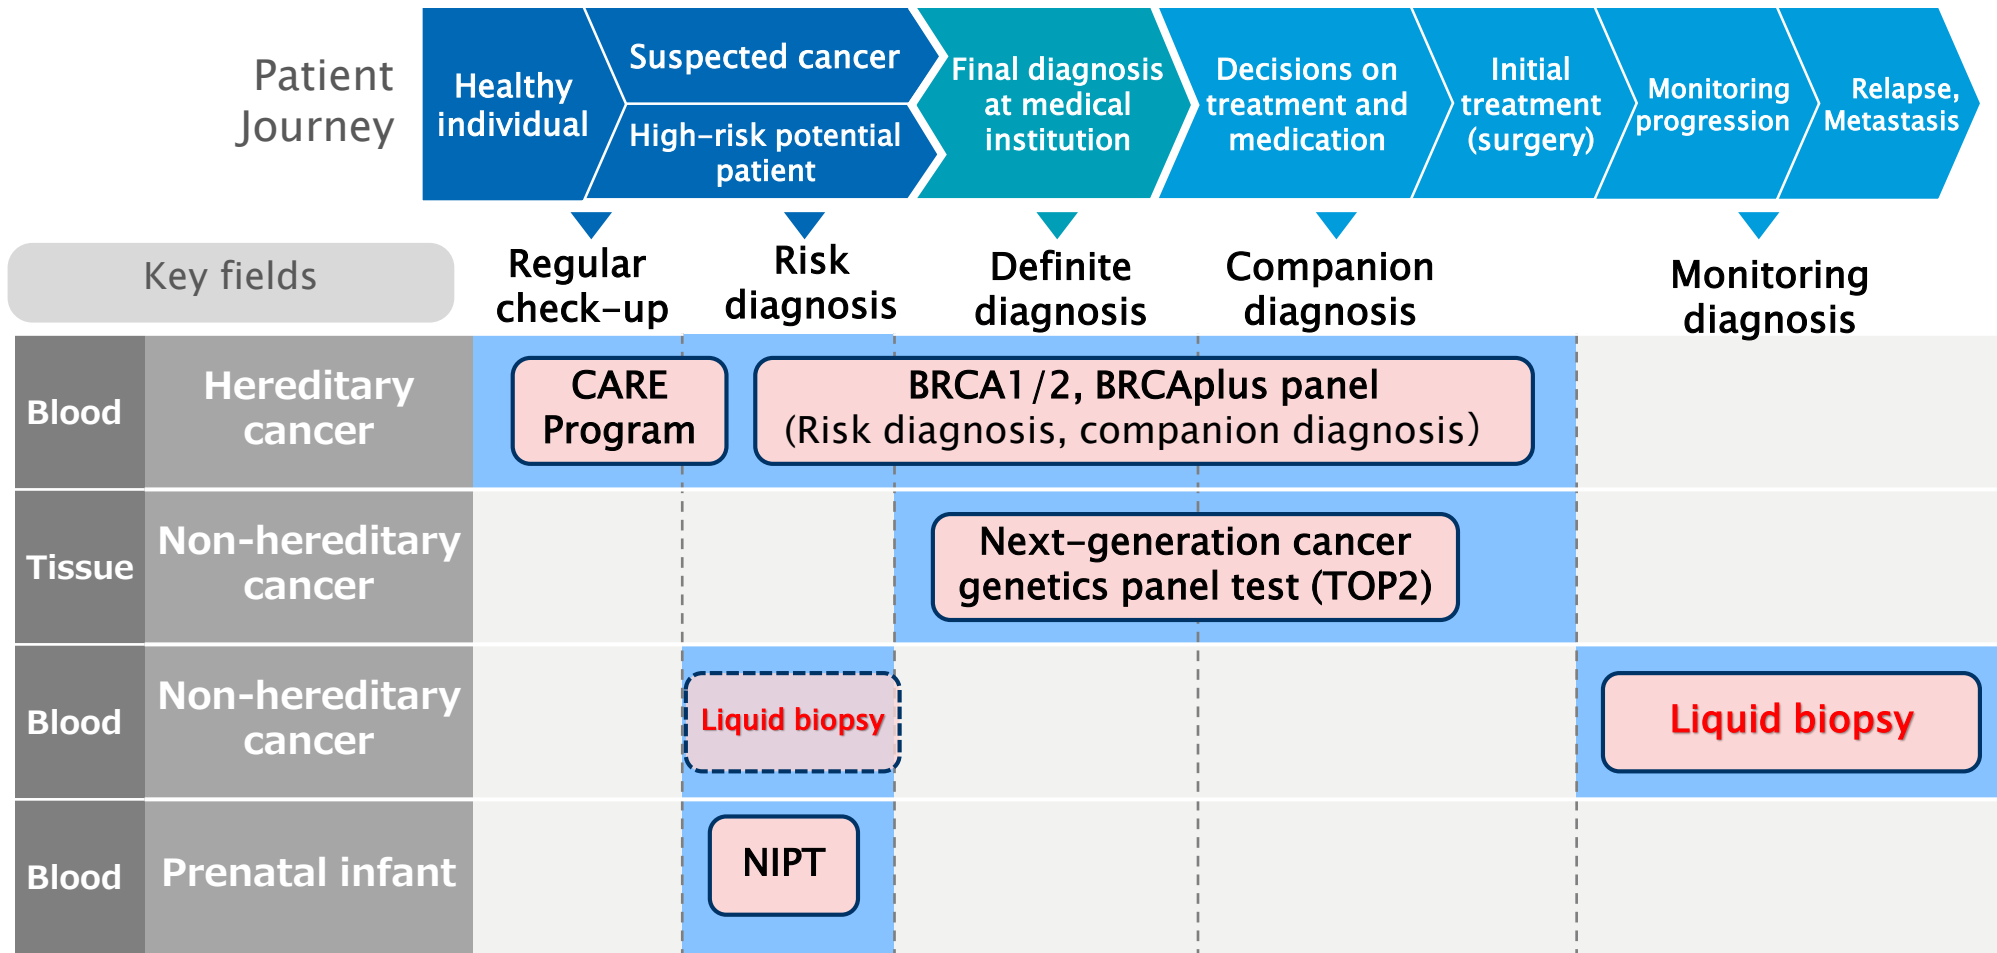 Patient
Journey
Healthy
individual
Suspected cancer
High-risk potential
patient
Final diagnosis
at medical
institution
Decisions on
treatment and
medication
Initial
treatment
(surgery)
Monitoring
progression
Relapse,
Metastasis
Key fields
Regular
check-up
Risk
diagnosis
Definite
diagnosis
Companion
diagnosis
Monitoring
diagnosis
Blood
Hereditary
cancer
CARE
Program
BRCA1/2, BRCAplus panel
(Risk diagnosis, companion diagnosis）
Tissue
Non-hereditary
cancer
Next-generation cancer
genetics panel test (TOP2)
Blood
Non-hereditary
cancer
Liquid biopsy
Liquid biopsy
Blood
Prenatal infant
NIPT